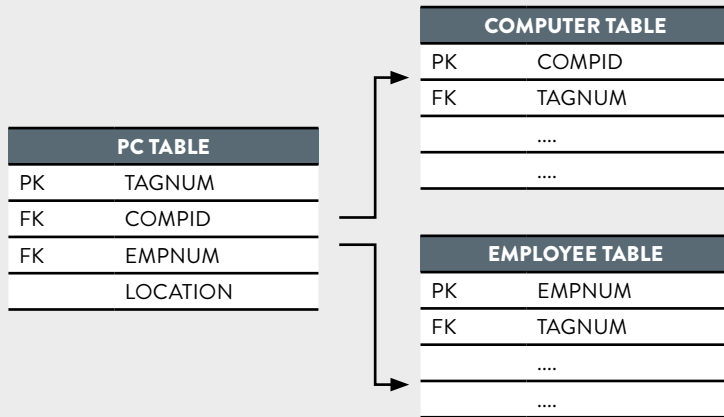 PC TABLE
PK TAGNUM
FK COMPID
FK EMPNUM
LOCATION
COMPUTER TABLE
PK COMPID
FK TAGNUM
....
....
EMPLOYEE TABLE
PK EMPNUM
FK TAGNUM
....
....